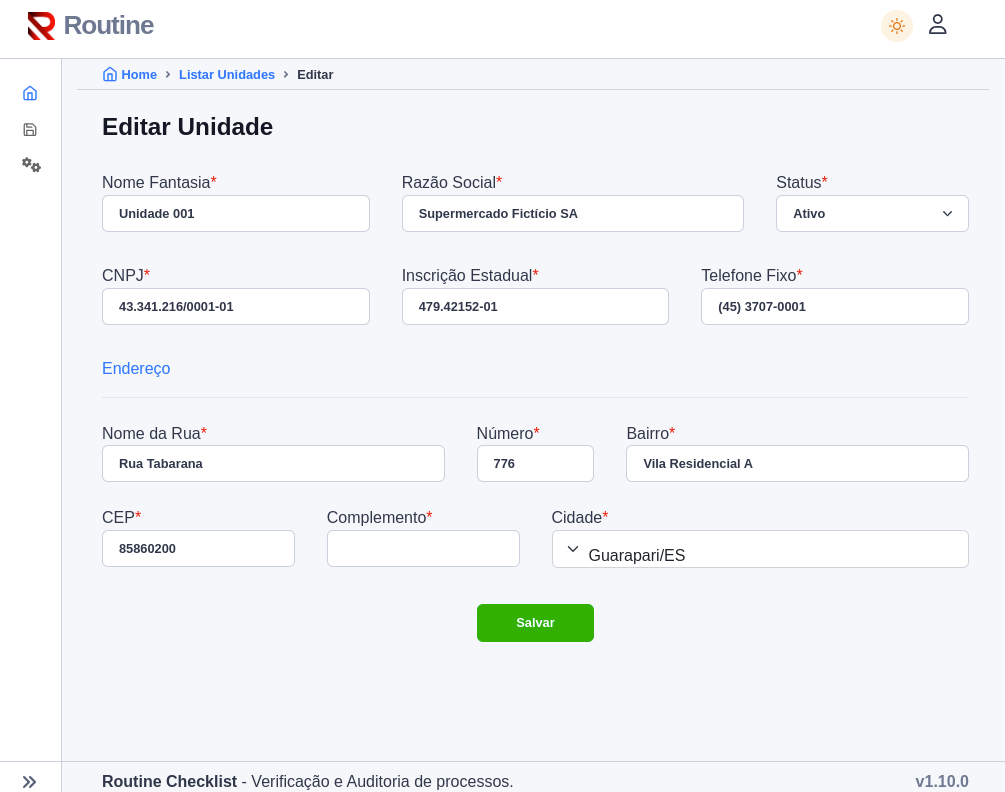 Routine
Home > Listar Unidades > Editar
Editar Unidade
Nome Fantasia* Razão Social* Status*
Unidade 001 Supermercado Fictício SA Ativo
CNPJ* Inscrição Estadual* Telefone Fixo*
43.341.216/0001-01 479.42152-01 (45) 3707-0001
Endereço
Nome da Rua* Número* Bairro*
Rua Tabarana 776 Vila Residencial A
CEP* Complemento* Cidade*
85860200 Guarapari/ES
Salvar
Routine Checklist - Verificação e Auditoria de processos. v1.10.0